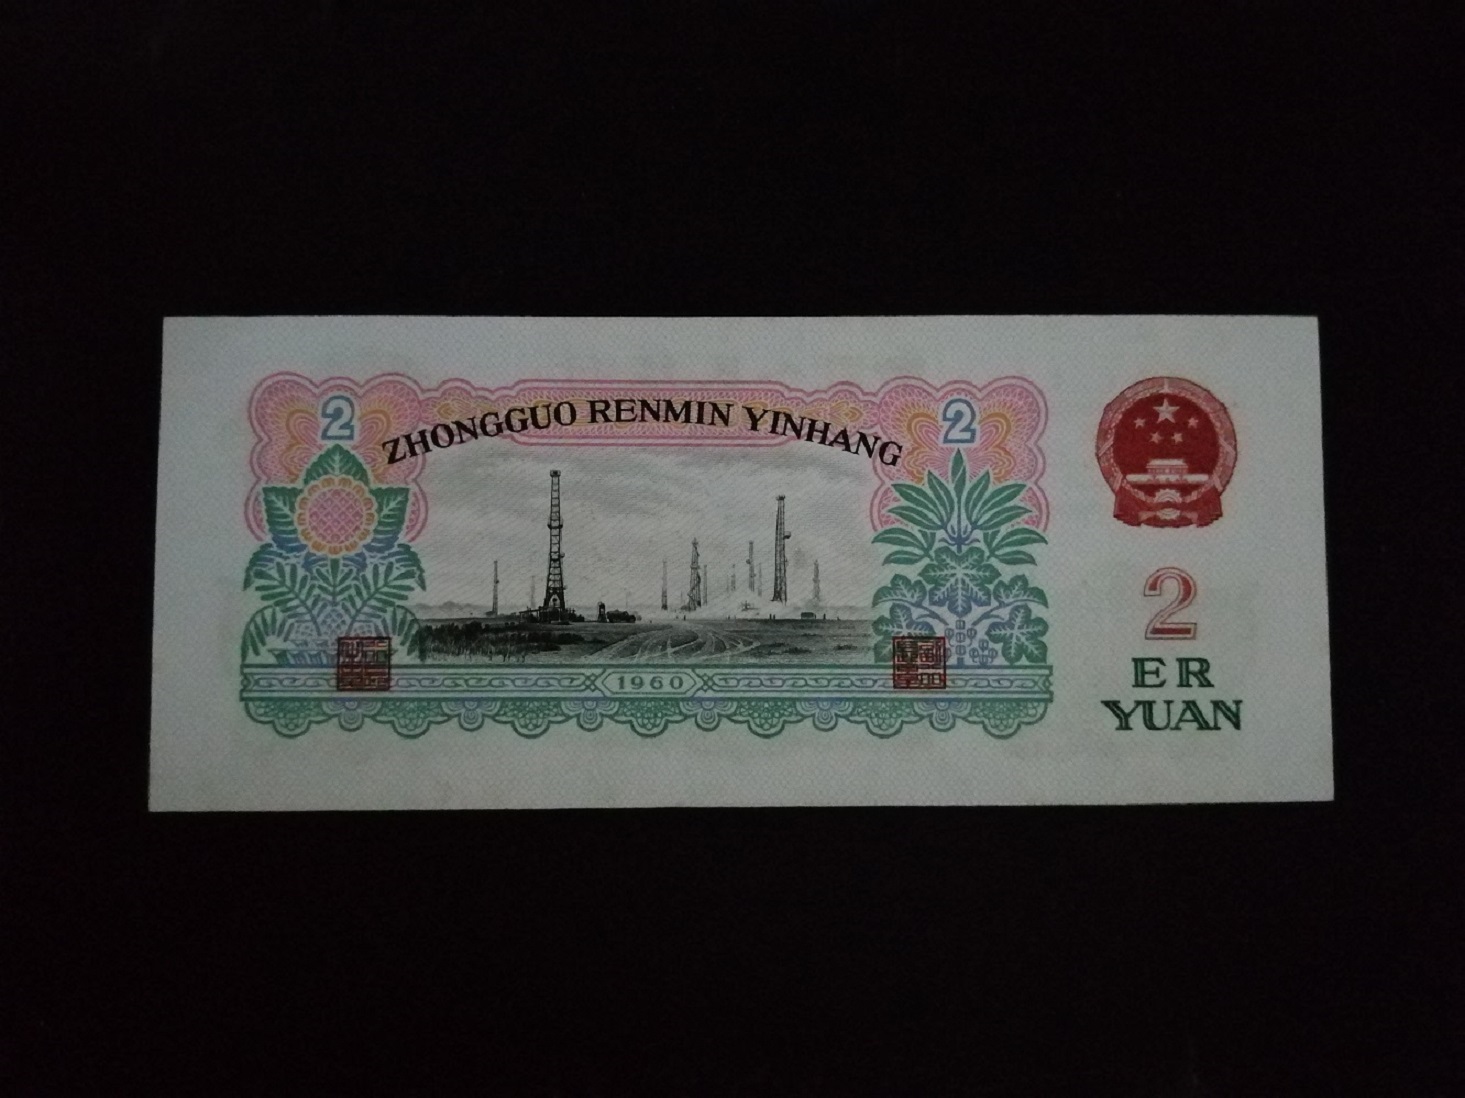 ZHONGGUO RENMIN YINHANG
2
2
1960
2
ER
YUAN